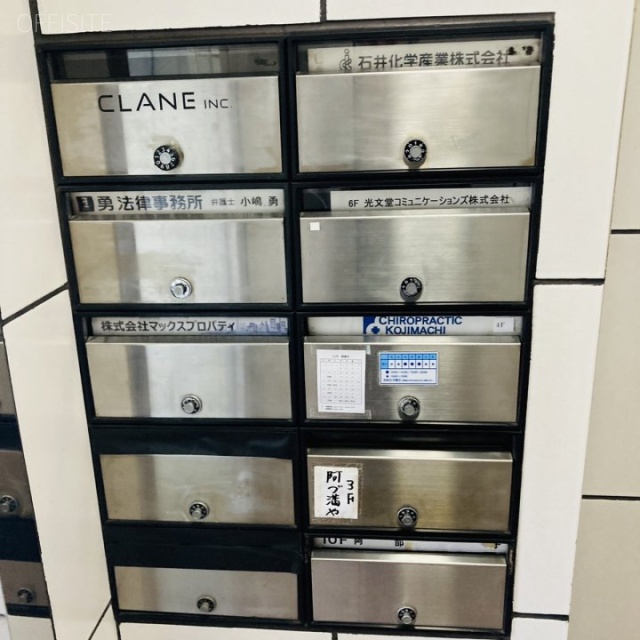 OFFISITE
石井化学産業株式会社
CLANE INC.
勇法律事務所 弁護士 小嶋 勇
6F 光文堂コミュニケーションズ株式会社
株式会社マックスプロパティ
CHIROPRACTIC
KOJIMACHI
4F
3F
阿づ満や
10F